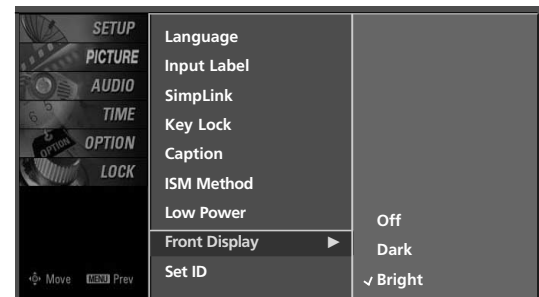 SETUP
PICTURE
AUDIO
TIME
OPTION
LOCK
Move MENU Prev
Language
Input Label
SimpLink
Key Lock
Caption
ISM Method
Low Power
Front Display ▶
Set ID
Off
Dark
✓ Bright